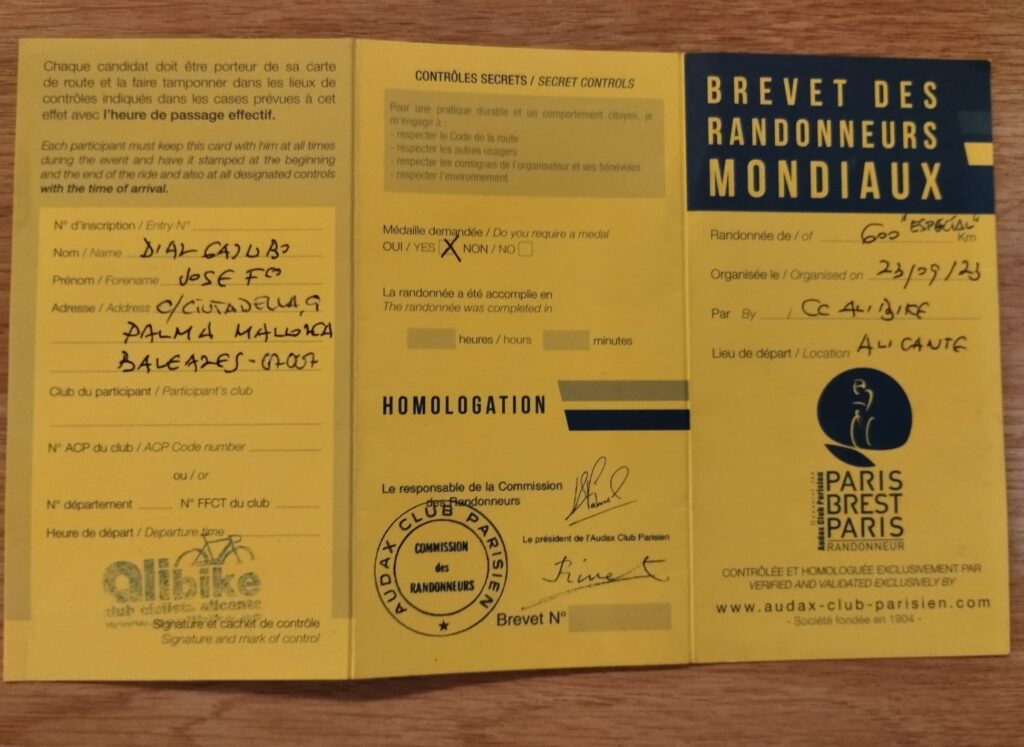 Chaque candidat doit être porteur de sa carte
de route et la faire tamponner dans les lieux de
contrôles indiqués dans les cases prévues à cet
effet avec l'heure de passage effectif.
Each participant must keep this card with him at all times
during the event and have it stamped at the beginning
and the end of the ride and also at all designated controls
with the time of arrival.
N° d'inscription / Entry N°
Nom / Name DIAZ
Prénom / Forename JOSE Fco
Adresse / Address C/CIUTADELLA, 9
PALMA MALLORCA
BALEARES - 07007
Club du participant / Participant's club
N° ACP du club / ACP Code number
ou / or
N° département N° FFCT du club
Heure de départ / Departure time
alibike
club ciclista alicante
Signature et cachet de contrôle
Signature and mark of control
CONTRÔLES SECRETS / SECRET CONTROLS
Pour une pratique durable et un comportement citoyen, je
m'engage à :
- respecter le Code de la route
- respecter les autres usagers
- respecter les consignes de l'organisateur et ses bénévoles
- respecter l'environnement
Médaille demandée / Do you require a medal
OUI / YES X NON / NO
La randonnée a été accomplie en
The randonnée was completed in
heures / hours minutes
HOMOLOGATION
Le responsable de la Commission
des Randonneurs
AUDAX CLUB PARISIEN
COMMISSION
des
RANDONNEURS
Le président de l'Audax Club Parisien
Brevet N°
BREVET DES
RANDONNEURS
MONDIAUX
Randonnée de / of 600 "ESPECIAL" Km
Organisée le / Organised on 23/09/23
Par By / CC ALIBIKE
Lieu de départ / Location ALICANTE
Organisé par
Audax Club Parisien
PARIS
BREST
PARIS
RANDONNEUR
CONTRÔLÉE ET HOMOLOGUÉE EXCLUSIVEMENT PAR
VERIFIED AND VALIDATED EXCLUSIVELY BY
www.audax-club-parisien.com
- Société fondée en 1904 -